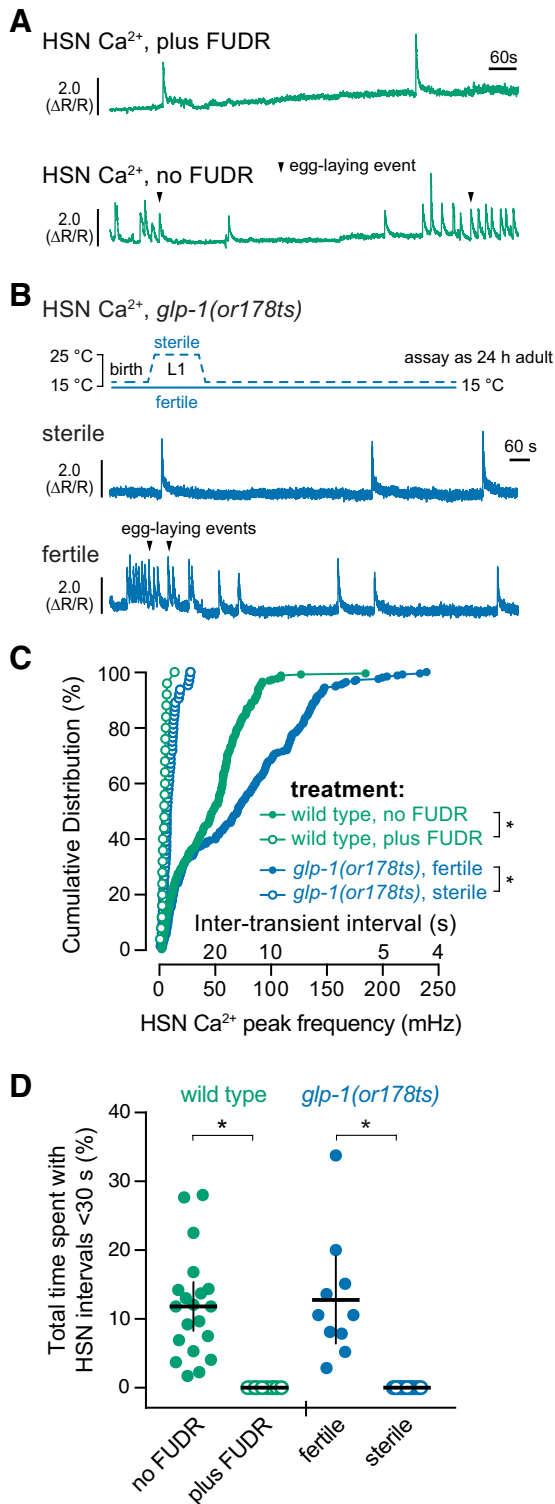 A
HSN Ca²⁺, plus FUDR
60s
2.0
(ΔR/R)
HSN Ca²⁺, no FUDR
egg-laying event
2.0
(ΔR/R)
B
HSN Ca²⁺, glp-1(or178ts)
sterile
25 °C
birth
L1
assay as 24 h adult
15 °C
15 °C
fertile
sterile
60 s
2.0
(ΔR/R)
egg-laying events
fertile
2.0
(ΔR/R)
C
100
80
60
40
20
0
Cumulative Distribution (%)
treatment:
wild type, no FUDR
*
wild type, plus FUDR
glp-1(or178ts), fertile
*
glp-1(or178ts), sterile
Inter-transient interval (s)
20 10 5 4
0 50 100 150 200 250
HSN Ca²⁺ peak frequency (mHz)
D
wild type
glp-1(or178ts)
* *
40
30
20
10
0
Total time spent with
HSN intervals <30 s (%)
no FUDR
plus FUDR
fertile
sterile